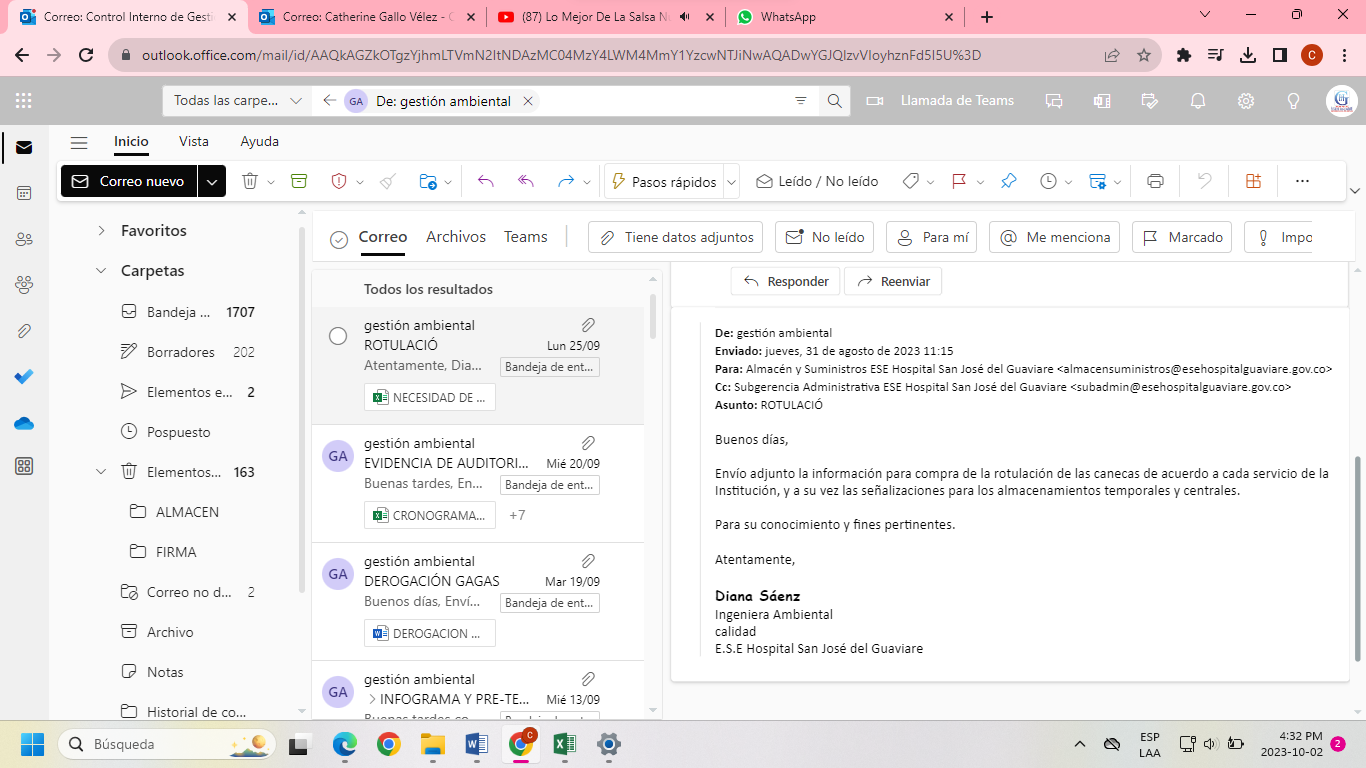 Correo: Control Interno de Gesti
Correo: Catherine Gallo Vélez - C
(87) Lo Mejor De La Salsa N
WhatsApp
outlook.office.com/mail/id/AAQkAGZkOTgzYjhmLTVmN2ItNDAzMC04MzY4LWM4MmY1YzcwNTJiNwAQADwYGJQIzvVIoyhznFd5I5U%3D
C
Todas las carpe...
GA
De: gestión ambiental
Llamada de Teams
Inicio
Vista
Ayuda
Correo nuevo
Pasos rápidos
Leído / No leído
Favoritos
Carpetas
Bandeja ... 1707
Borradores 202
Elementos e... 2
Pospuesto
Elementos... 163
ALMACEN
FIRMA
Correo no d... 2
Archivo
Notas
Historial de co...
Correo
Archivos
Teams
Tiene datos adjuntos
No leído
Para mí
Me menciona
Marcado
Impo
Todos los resultados
gestión ambiental
ROTULACIÓ Lun 25/09
Atentamente, Dia... Bandeja de ent...
NECESIDAD DE ...
GA
gestión ambiental
EVIDENCIA DE AUDITORI... Mié 20/09
Buenas tardes, En... Bandeja de ent...
CRONOGRAMA... +7
GA
gestión ambiental
DEROGACIÓN GAGAS Mar 19/09
Buenos días, Enví... Bandeja de ent...
DEROGACION ...
GA
gestión ambiental
INFOGRAMA Y PRE-TE... Mié 13/09
Buenas tardes co... Bandeja de ent...
Responder
Reenviar
De: gestión ambiental
Enviado: jueves, 31 de agosto de 2023 11:15
Para: Almacén y Suministros ESE Hospital San José del Guaviare <almacensuministros@esehospitalguaviare.gov.co>
Cc: Subgerencia Administrativa ESE Hospital San José del Guaviare <subadmin@esehospitalguaviare.gov.co>
Asunto: ROTULACIÓ
Buenos días,
Envío adjunto la información para compra de la rotulación de las canecas de acuerdo a cada servicio de la
Institución, y a su vez las señalizaciones para los almacenamientos temporales y centrales.
Para su conocimiento y fines pertinentes.
Atentamente,
Diana Sáenz
Ingeniera Ambiental
calidad
E.S.E Hospital San José del Guaviare
Búsqueda
C
ESP
LAA
4:32 PM
2023-10-02
2